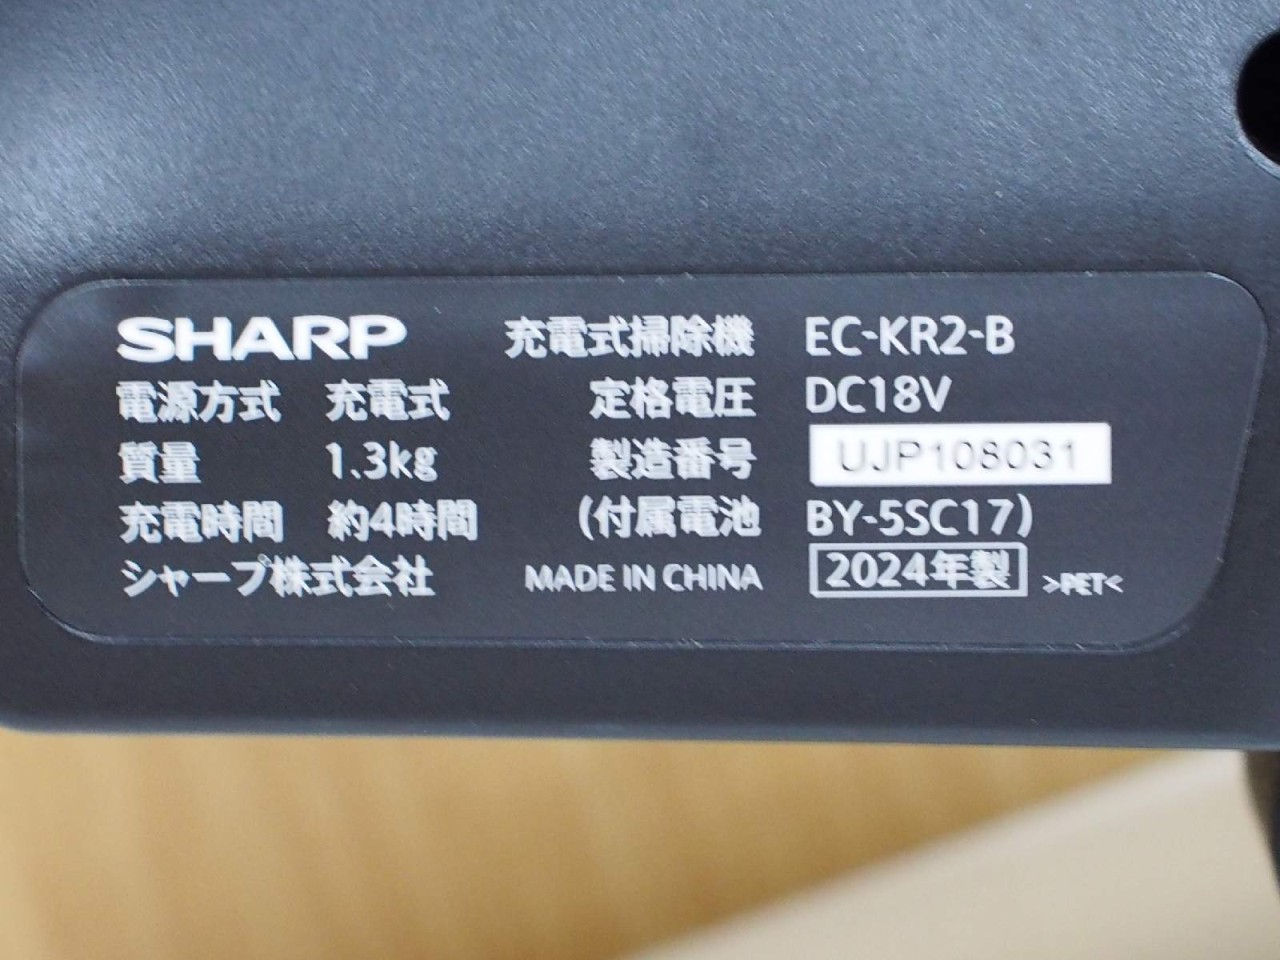 SHARP 充電式掃除機 EC-KR2-B
電源方式 充電式 定格電圧 DC18V
質量 1.3kg 製造番号 UJP108031
充電時間 約4時間 (付属電池 BY-5SC17)
シャープ株式会社 MADE IN CHINA 2024年製 >PET<